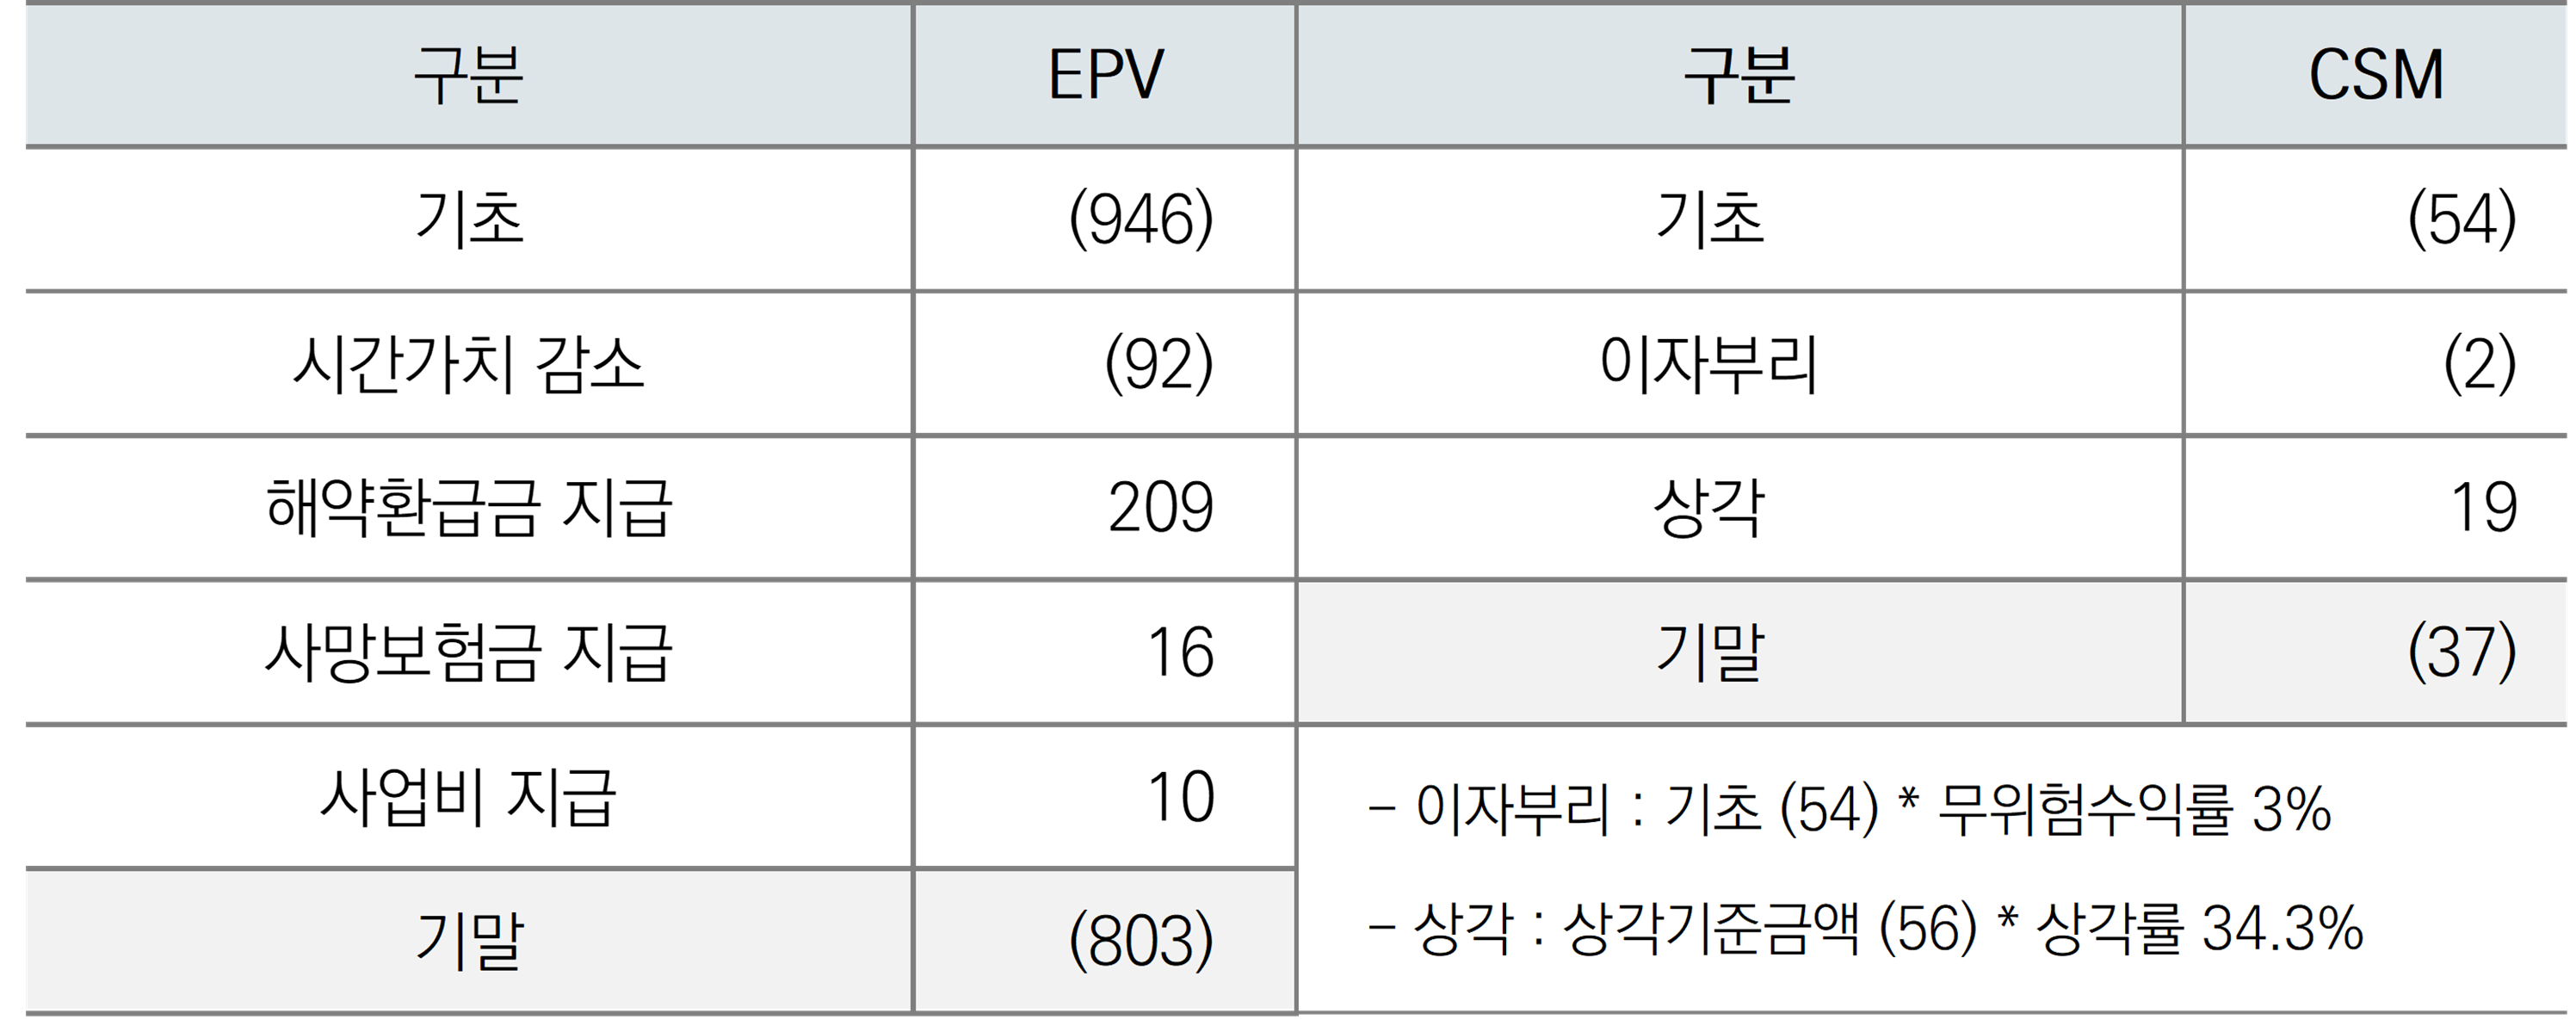 구분 EPV 구분 CSM
기초 (946) 기초 (54)
시간가치 감소 (92) 이자부리 (2)
해약환급금 지급 209 상각 19
사망보험금 지급 16 기말 (37)
사업비 지급 10
기말 (803)
- 이자부리 : 기초 (54) * 무위험수익률 3%
- 상각 : 상각기준금액 (56) * 상각률 34.3%